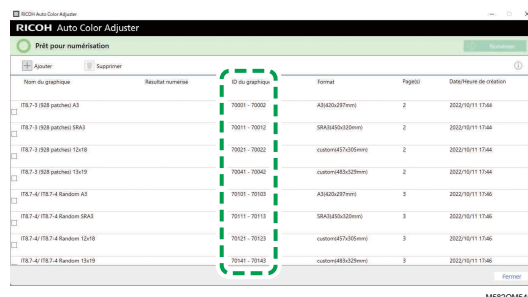 RICOH Auto Color Adjuster
RICOH Auto Color Adjuster
Prêt pour numérisation
Numériser
Ajouter Supprimer
Nom du graphique Résultat numérisé ID du graphique Format Page(s) Date/Heure de création
IT8.7-3 (928 patches) A3 70001 - 70002 A3(420x297mm) 2 2022/10/11 17:44
IT8.7-3 (928 patches) SRA3 70011 - 70012 SRA3(450x320mm) 2 2022/10/11 17:44
IT8.7-3 (928 patches) 12x18 70021 - 70022 custom(457x305mm) 2 2022/10/11 17:44
IT8.7-3 (928 patches) 13x19 70041 - 70042 custom(483x329mm) 2 2022/10/11 17:44
IT8.7-4/ IT8.7-4 Random A3 70101 - 70103 A3(420x297mm) 3 2022/10/11 17:46
IT8.7-4/ IT8.7-4 Random SRA3 70111 - 70113 SRA3(450x320mm) 3 2022/10/11 17:46
IT8.7-4/ IT8.7-4 Random 12x18 70121 - 70123 custom(457x305mm) 3 2022/10/11 17:46
IT8.7-4/ IT8.7-4 Random 13x19 70141 - 70143 custom(483x329mm) 3 2022/10/11 17:46
Fermer